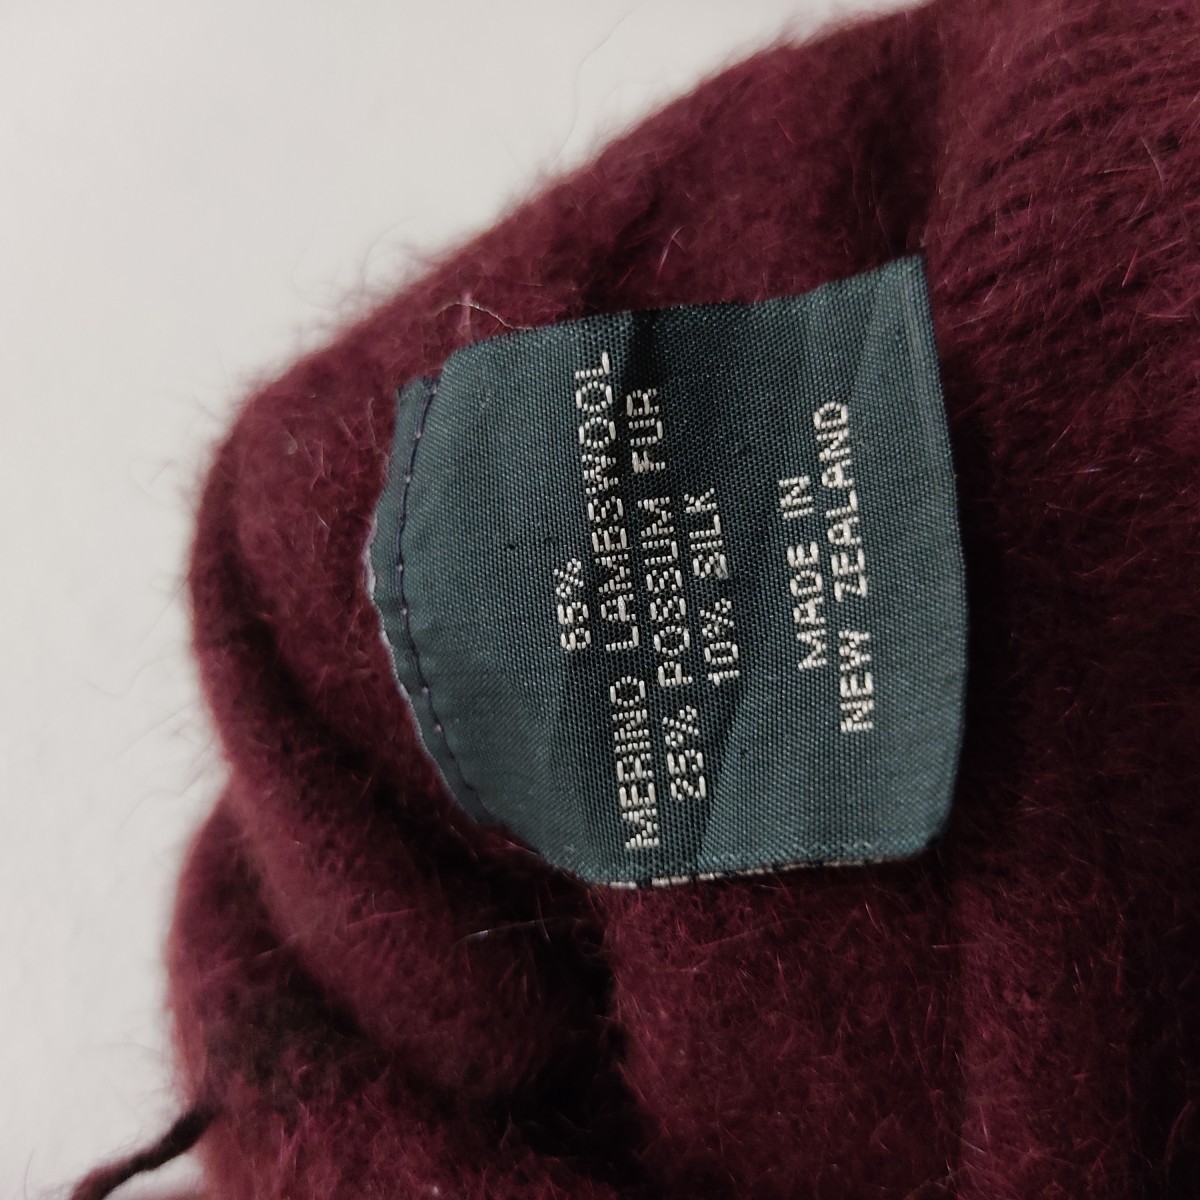 65%
MERINO LAMBSWOOL
25% POSSUM FUR
10% SILK
MADE IN
NEW ZEALAND